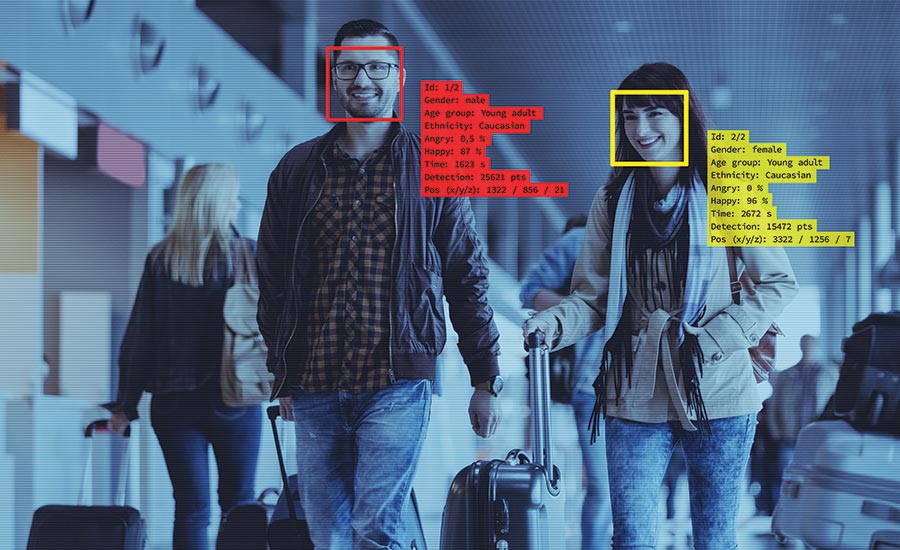 Id: 1/2
Gender: male
Age group: Young adult
Ethnicity: Caucasian
Angry: 0,5 %
Happy: 87 %
Time: 1623 s
Detection: 25621 pts
Pos (x/y/z): 1322 / 856 / 21
Id: 2/2
Gender: female
Age group: Young adult
Ethnicity: Caucasian
Angry: 0 %
Happy: 96 %
Time: 2672 s
Detection: 15472 pts
Pos (x/y/z): 3322 / 1256 / 7